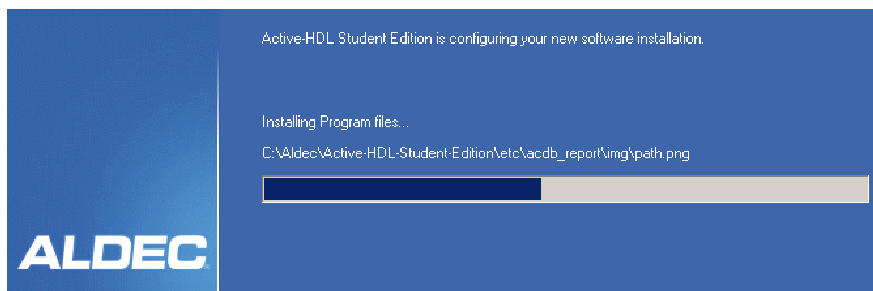 Active-HDL Student Edition is configuring your new software installation.
Installing Program files...
C:\Aldec\Active-HDL-Student-Edition\etc\acdb_report\img\path.png
ALDEC